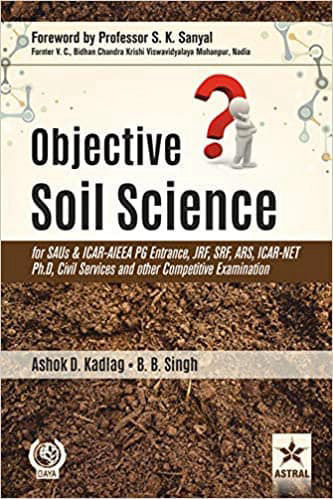 Foreword by Professor S. K. Sanyal
Former V. C., Bidhan Chandra Krishi Viswavidyalaya Mohanpur, Nadia
Objective
Soil Science
for SAUs & ICAR-AIEEA PG Entrance, JRF, SRF, ARS, ICAR-NET
Ph.D, Civil Services and other Competitive Examination
Ashok D. Kadlag • B. B. Singh
DAYA
ASTRAL